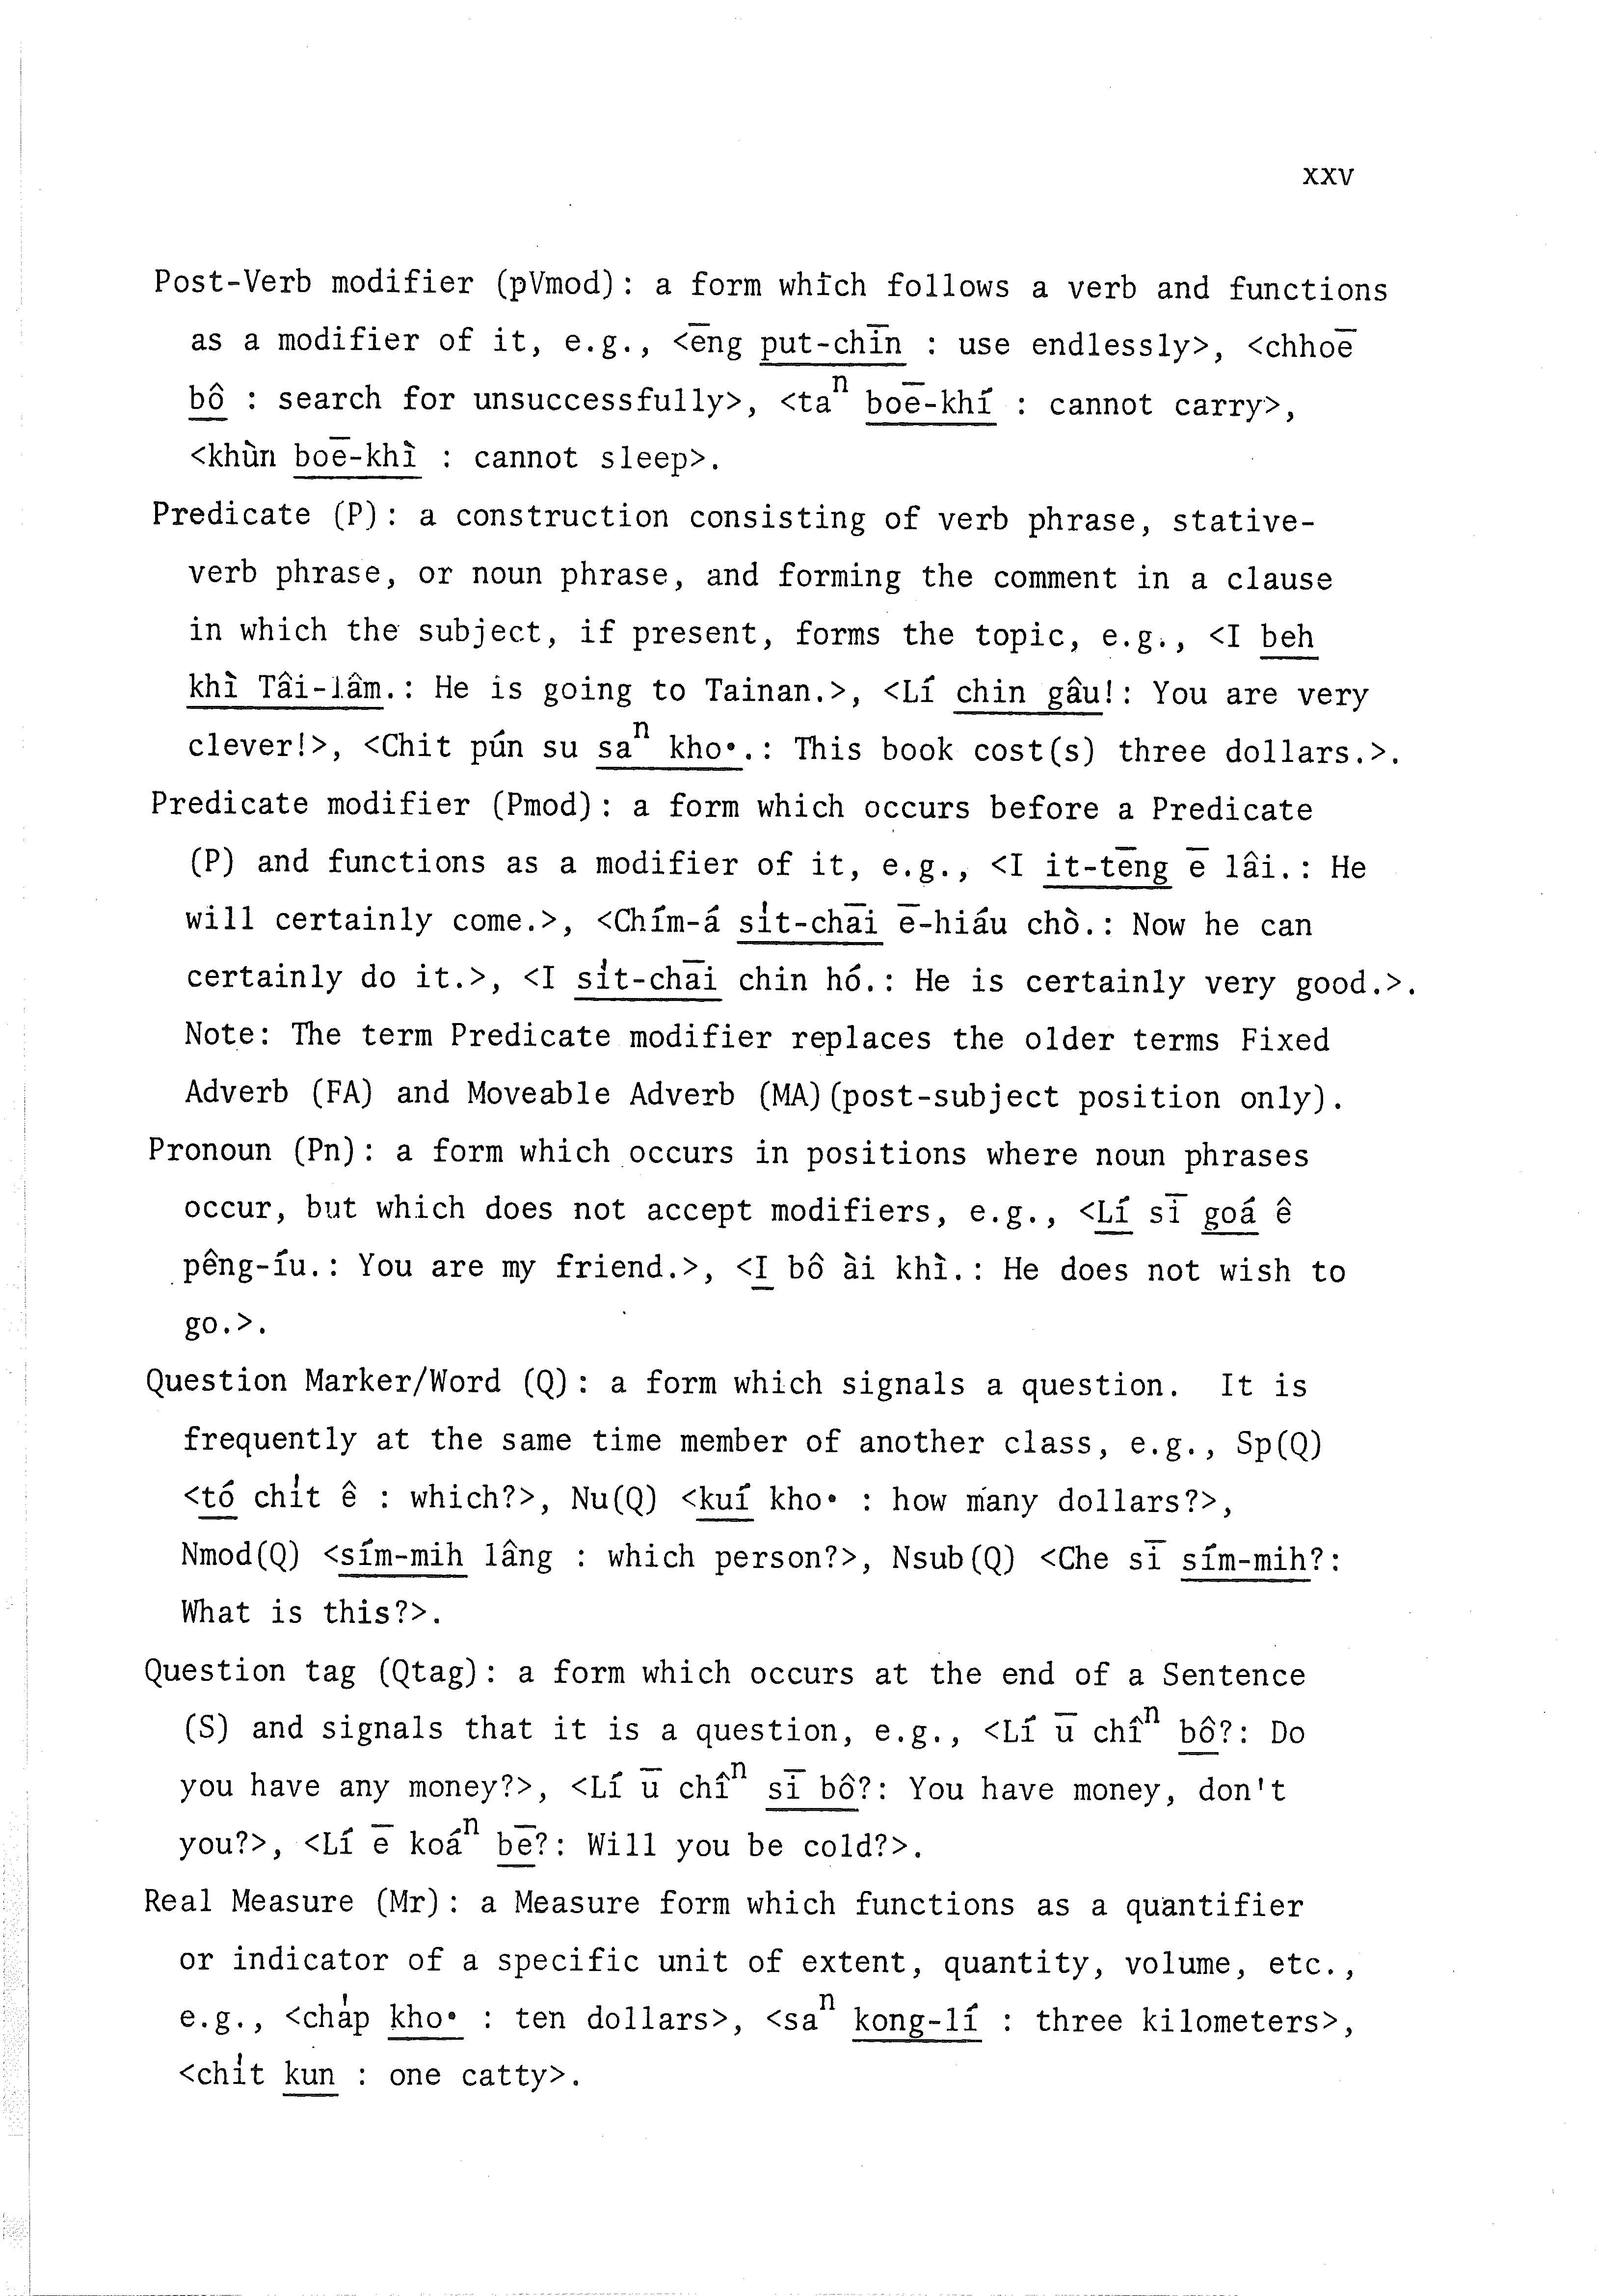 xxv
Post-Verb modifier (pVmod): a form which follows a verb and functions
as a modifier of it, e.g., <ēng put-chīn : use endlessly>, <chhoē
bô : search for unsuccessfully>, <taⁿ boē-khí : cannot carry>,
<khùn boē-khì : cannot sleep>.
Predicate (P): a construction consisting of verb phrase, stative-
verb phrase, or noun phrase, and forming the comment in a clause
in which the subject, if present, forms the topic, e.g., <I beh
khì Tâi-lâm.: He is going to Tainan.>, <Lí chin gâu!: You are very
clever!>, <Chit pún su saⁿ kho•.: This book cost(s) three dollars.>.
Predicate modifier (Pmod): a form which occurs before a Predicate
(P) and functions as a modifier of it, e.g., <I it-tēng ē lâi.: He
will certainly come.>, <Chím-á si̍t-chāi ē-hiáu chò.: Now he can
certainly do it.>, <I si̍t-chāi chin hó.: He is certainly very good.>.
Note: The term Predicate modifier replaces the older terms Fixed
Adverb (FA) and Moveable Adverb (MA)(post-subject position only).
Pronoun (Pn): a form which occurs in positions where noun phrases
occur, but which does not accept modifiers, e.g., <Lí sī goá ê
pêng-íu.: You are my friend.>, <I bô ài khì.: He does not wish to
go.>.
Question Marker/Word (Q): a form which signals a question. It is
frequently at the same time member of another class, e.g., Sp(Q)
<tó chi̍t ê : which?>, Nu(Q) <kuí kho• : how many dollars?>,
Nmod(Q) <sím-mih lâng : which person?>, Nsub(Q) <Che sī sím-mih?:
What is this?>.
Question tag (Qtag): a form which occurs at the end of a Sentence
(S) and signals that it is a question, e.g., <Lí ū chîⁿ bô?: Do
you have any money?>, <Lí ū chîⁿ sī bô?: You have money, don't
you?>, <Lí ē koáⁿ bē?: Will you be cold?>.
Real Measure (Mr): a Measure form which functions as a quantifier
or indicator of a specific unit of extent, quantity, volume, etc.,
e.g., <cha̍p kho• : ten dollars>, <saⁿ kong-lí : three kilometers>,
<chi̍t kun : one catty>.